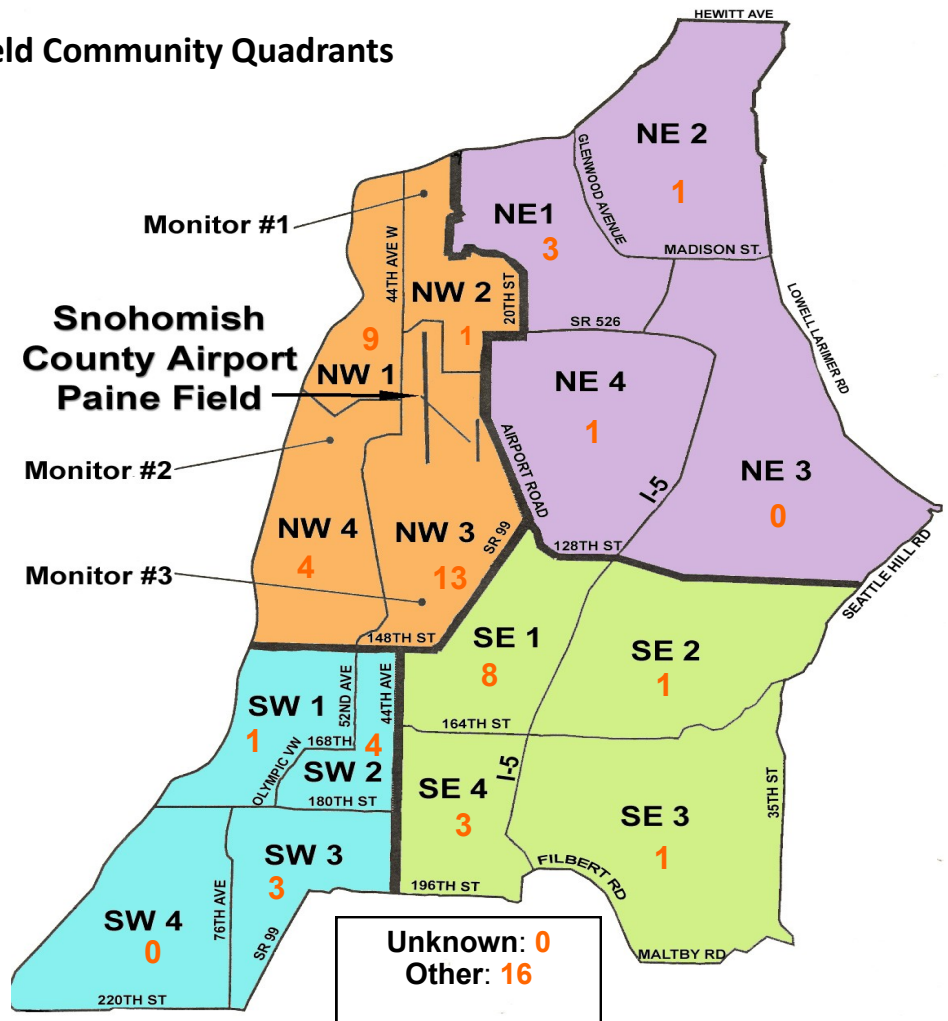 eld Community Quadrants
HEWITT AVE
NE 2
1
GLENWOOD AVENUE
MADISON ST.
NE1
3
Monitor #1
44TH AVE W
NW 2
1
20TH ST
SR 526
LOWELL LARIMER RD
Snohomish
County Airport
Paine Field
9
NW 1
NE 4
1
AIRPORT ROAD
I-5
NE 3
0
Monitor #2
NW 4
4
NW 3
13
SR 99
128TH ST
SEATTLE HILL RD
Monitor #3
148TH ST
SE 1
8
SE 2
1
SW 1
1
52ND AVE
44TH AVE
168TH
4
OLYMPIC VW
SW 2
180TH ST
164TH ST
I-5
SE 4
3
SE 3
1
35TH ST
SW 3
3
76TH AVE
SW 4
0
SR 99
196TH ST
FILBERT RD
MALTBY RD
220TH ST
Unknown: 0
Other: 16